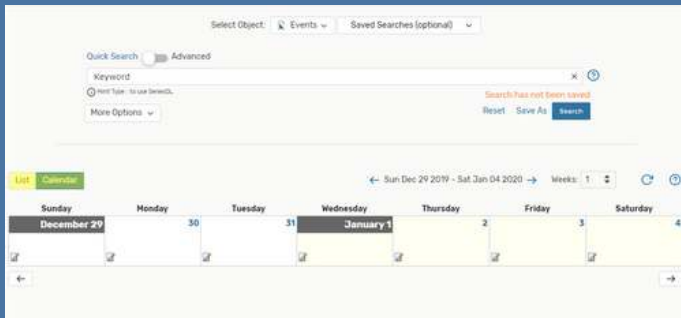 Select Object: Events Saved Searches (optional)
Quick Search Advanced
Keyword
Hint Type : to use SeriesQL
Search has not been saved
More Options Reset Save As Search
List Calendar Sun Dec 29 2019 - Sat Jan 04 2020 Weeks: 1
Sunday Monday Tuesday Wednesday Thursday Friday Saturday
December 29 30 31 January 1 2 3 4